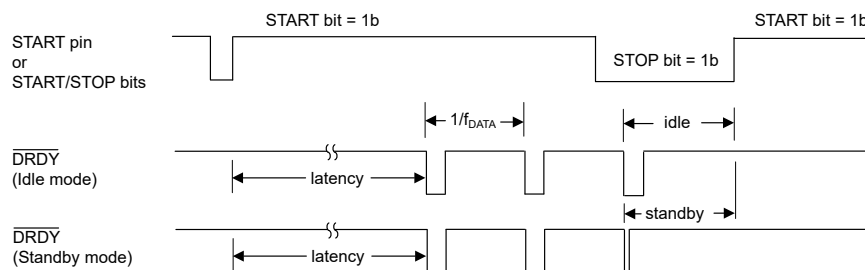 START bit = 1b
START bit = 1b
START pin
or
START/STOP bits
STOP bit = 1b
1/fDATA
idle
DRDY
(Idle mode)
latency
standby
DRDY
(Standby mode)
latency